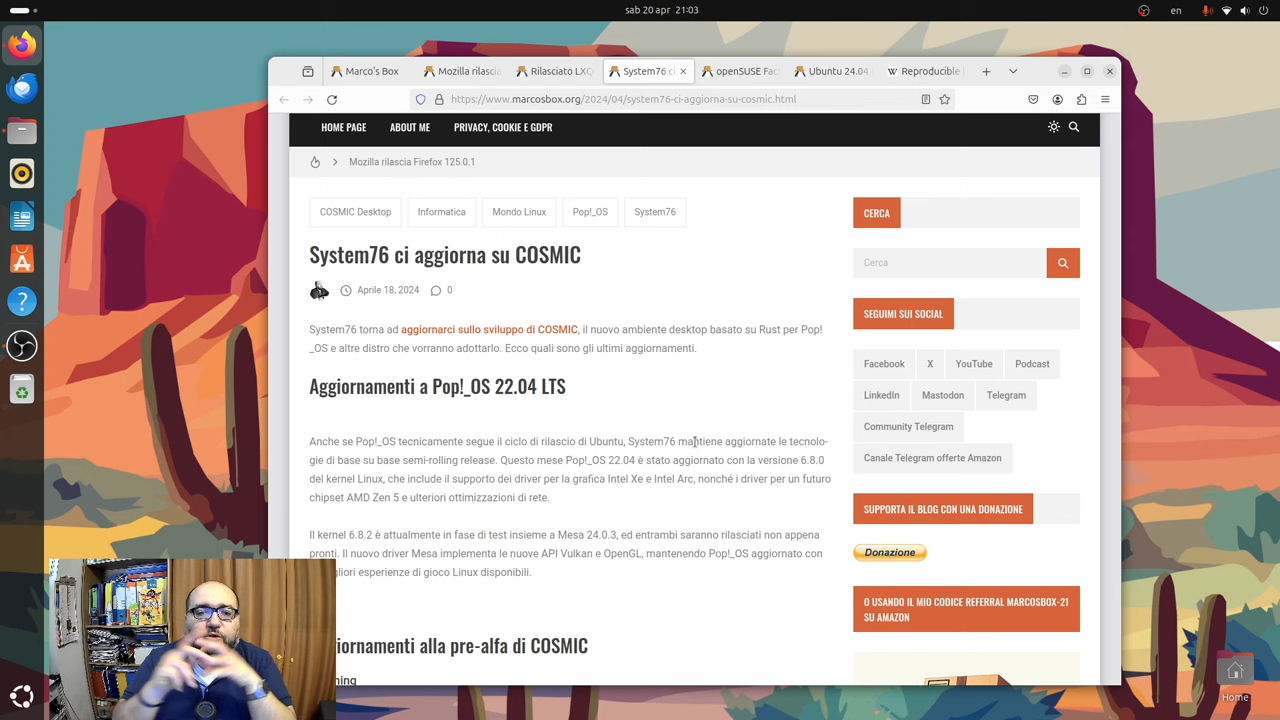 sab 20 apr 21:03
en
Marco's Box
Mozilla rilascia
Rilasciato LXQ
System76 ci
openSUSE Fac
Ubuntu 24.04
W Reproducible
https://www.marcosbox.org/2024/04/system76-ci-aggiorna-su-cosmic.html
HOME PAGE
ABOUT ME
PRIVACY, COOKIE E GDPR
Mozilla rilascia Firefox 125.0.1
COSMIC Desktop
Informatica
Mondo Linux
Pop!_OS
System76
System76 ci aggiorna su COSMIC
Aprile 18, 2024
0
System76 torna ad aggiornarci sullo sviluppo di COSMIC, il nuovo ambiente desktop basato su Rust per Pop!
_OS e altre distro che vorranno adottarlo. Ecco quali sono gli ultimi aggiornamenti.
Aggiornamenti a Pop!_OS 22.04 LTS
Anche se Pop!_OS tecnicamente segue il ciclo di rilascio di Ubuntu, System76 mantiene aggiornate le tecnolo-
gie di base su base semi-rolling release. Questo mese Pop!_OS 22.04 è stato aggiornato con la versione 6.8.0
del kernel Linux, che include il supporto dei driver per la grafica Intel Xe e Intel Arc, nonché i driver per un futuro
chipset AMD Zen 5 e ulteriori ottimizzazioni di rete.
Il kernel 6.8.2 è attualmente in fase di test insieme a Mesa 24.0.3, ed entrambi saranno rilasciati non appena
pronti. Il nuovo driver Mesa implementa le nuove API Vulkan e OpenGL, mantenendo Pop!_OS aggiornato con
gliori esperienze di gioco Linux disponibili.
iornamenti alla pre-alfa di COSMIC
ning
CERCA
Cerca
SEGUIMI SUI SOCIAL
Facebook
X
YouTube
Podcast
LinkedIn
Mastodon
Telegram
Community Telegram
Canale Telegram offerte Amazon
SUPPORTA IL BLOG CON UNA DONAZIONE
Donazione
O USANDO IL MIO CODICE REFERRAL MARCOSBOX-21
SU AMAZON
Home